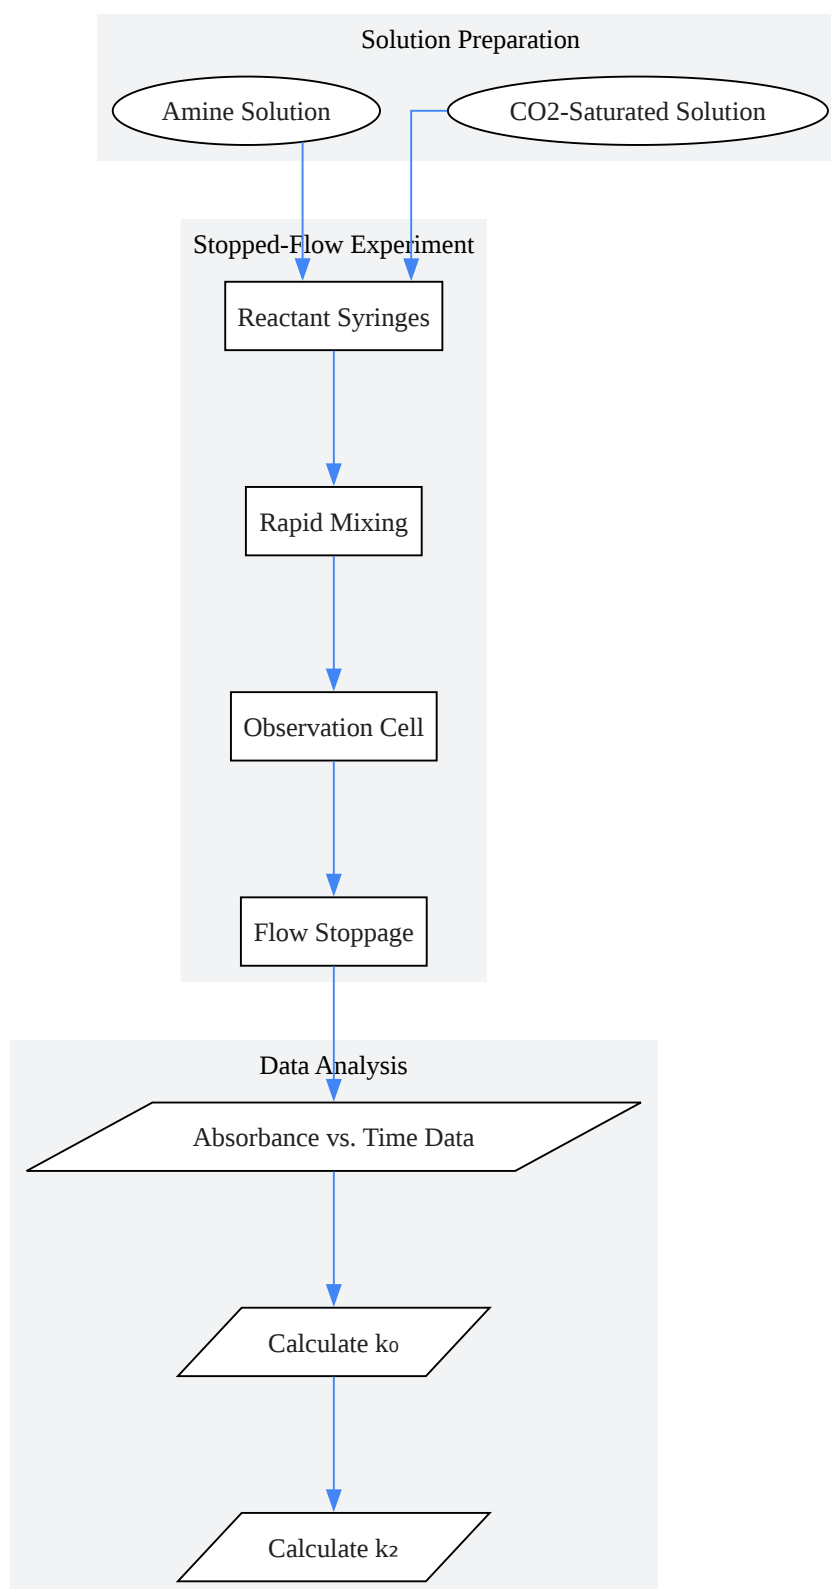 Solution Preparation
Amine Solution
CO2-Saturated Solution
Stopped-Flow Experiment
Reactant Syringes
Rapid Mixing
Observation Cell
Flow Stoppage
Data Analysis
Absorbance vs. Time Data
Calculate k₀
Calculate k₂